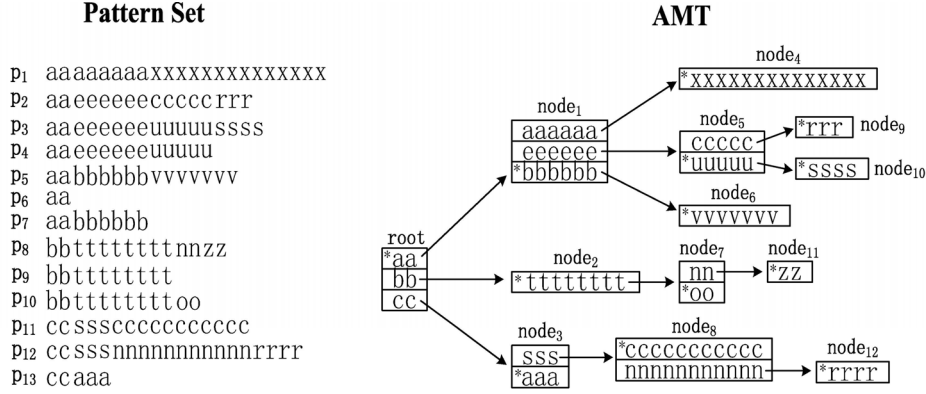 Pattern Set
p1 aaaaaaaaxxxxxxxxxxxxxx
p2 aaeeeeeecccccrrr
p3 aaeeeeeeuuuuussss
p4 aaeeeeeeuuuuu
p5 aabbbbbbvvvvvvv
p6 aa
p7 aabbbbbb
p8 bbttttttttnnzz
p9 bbtttttttt
p10 bbttttttttoo
p11 ccsssccccccccccc
p12 ccsssnnnnnnnnnnnrrrr
p13 ccaaa
AMT
root
*aa
bb
cc
node1
aaaaaa
eeeeee
*bbbbbb
node2
*tttttttt
node3
sss
*aaa
node4
*xxxxxxxxxxxxxx
node5
ccccc
*uuuuu
node6
*vvvvvvv
node7
nn
*oo
node8
*ccccccccccc
nnnnnnnnnnn
*rrr node9
*ssss node10
node11
*zz
node12
*rrrr